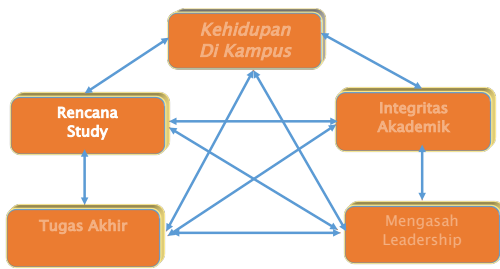 Kehidupan
Di Kampus
Rencana
Study
Integritas
Akademik
Tugas Akhir
Mengasah
Leadership